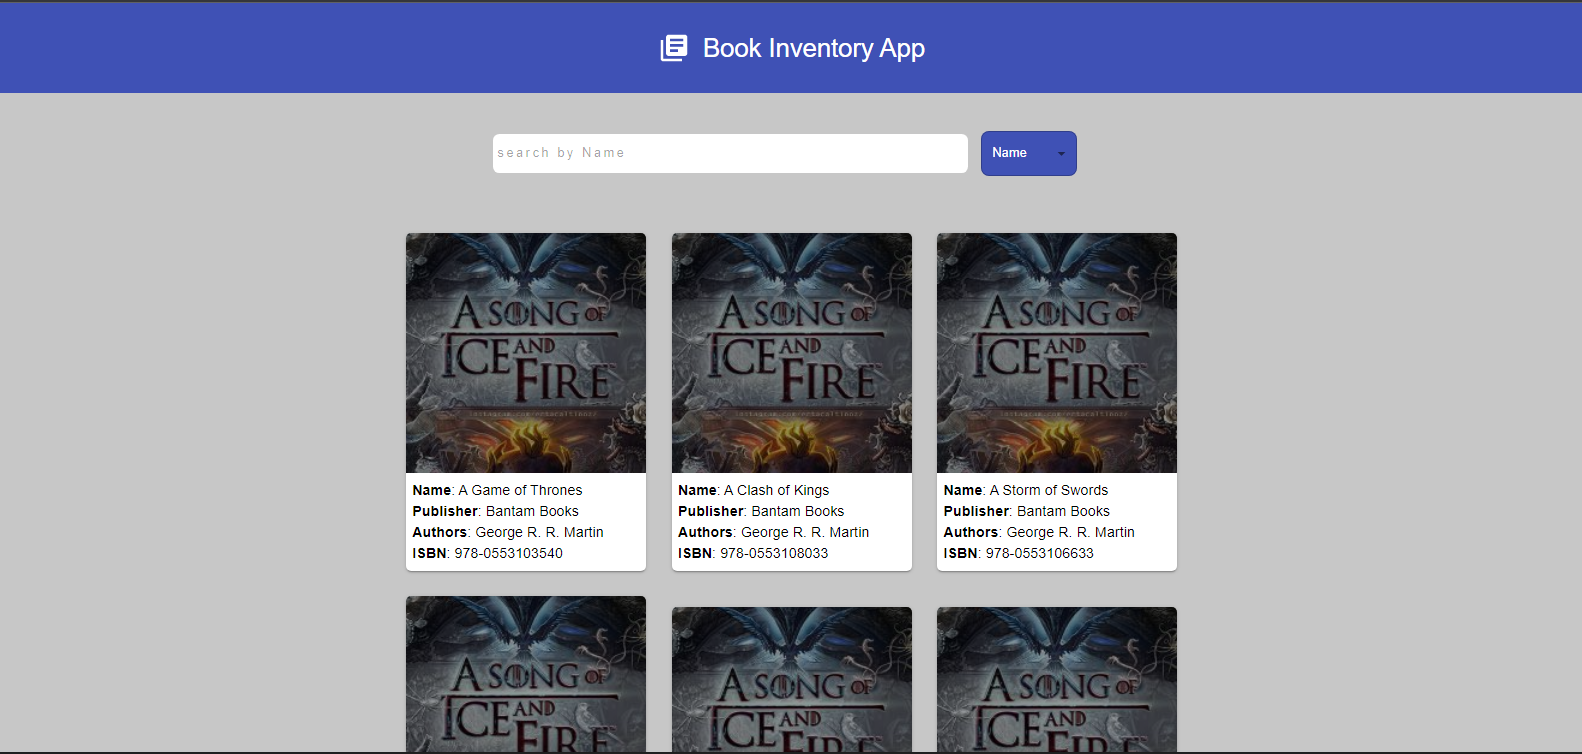 Book Inventory App
search by Name
Name
A SONG OF
ICE AND
FIRE
A SONG OF
ICE AND
FIRE
A SONG OF
ICE AND
FIRE
Name: A Game of Thrones
Publisher: Bantam Books
Authors: George R. R. Martin
ISBN: 978-0553103540
Name: A Clash of Kings
Publisher: Bantam Books
Authors: George R. R. Martin
ISBN: 978-0553108033
Name: A Storm of Swords
Publisher: Bantam Books
Authors: George R. R. Martin
ISBN: 978-0553106633
A SONG OF
ICE AND
FIRE
A SONG OF
ICE AND
FIRE
A SONG OF
ICE AND
FIRE